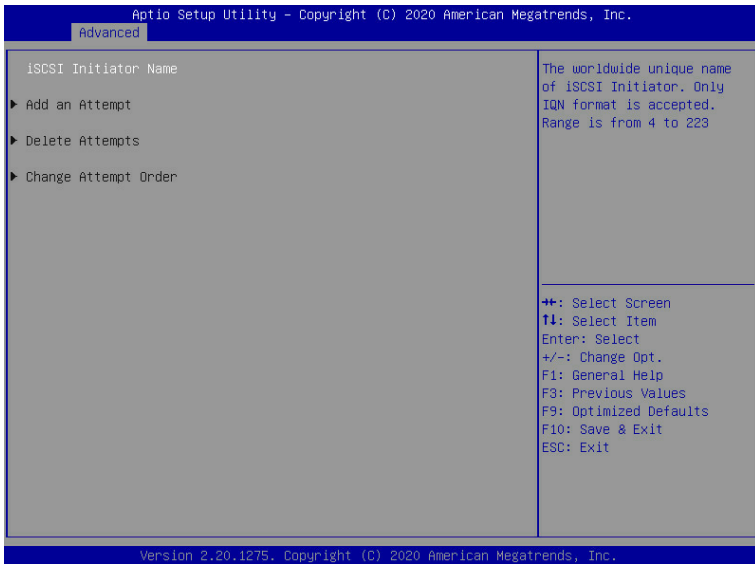 Aptio Setup Utility – Copyright (C) 2020 American Megatrends, Inc.
Advanced
iSCSI Initiator Name
Add an Attempt
Delete Attempts
Change Attempt Order
The worldwide unique name
of iSCSI Initiator. Only
IQN format is accepted.
Range is from 4 to 223
→←: Select Screen
↑↓: Select Item
Enter: Select
+/-: Change Opt.
F1: General Help
F3: Previous Values
F9: Optimized Defaults
F10: Save & Exit
ESC: Exit
Version 2.20.1275. Copyright (C) 2020 American Megatrends, Inc.